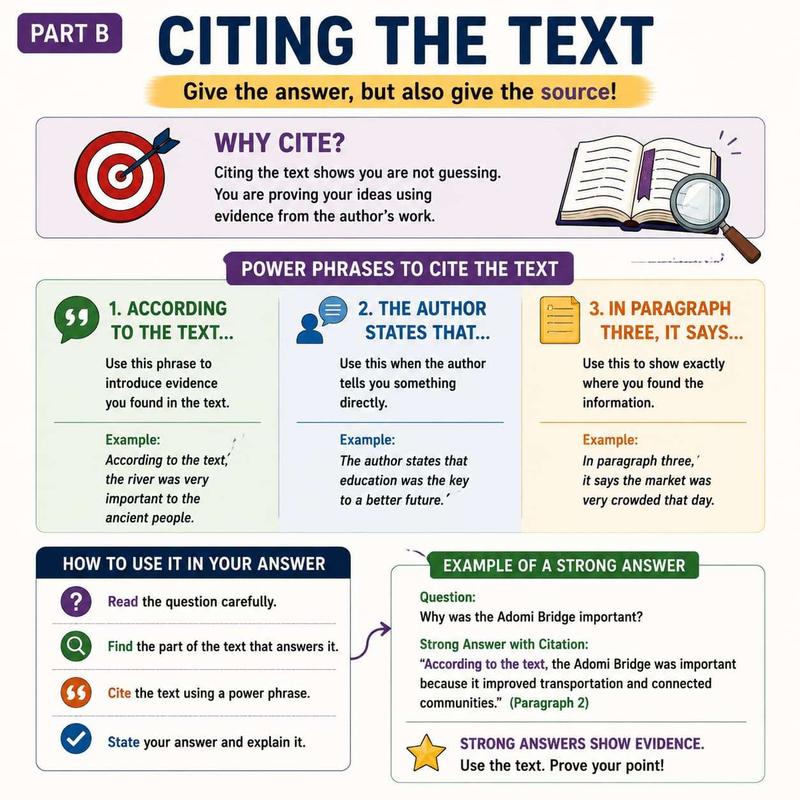 PART B
CITING THE TEXT
Give the answer, but also give the source!
WHY CITE?
Citing the text shows you are not guessing.
You are proving your ideas using
evidence from the author's work.
POWER PHRASES TO CITE THE TEXT
1. ACCORDING
TO THE TEXT...
Use this phrase to
introduce evidence
you found in the text.
Example:
According to the text,
the river was very
important to the
ancient people.
2. THE AUTHOR
STATES THAT...
Use this when the author
tells you something
directly.
Example:
The author states that
education was the key
to a better future.
3. IN PARAGRAPH
THREE, IT SAYS...
Use this to show exactly
where you found the
information.
Example:
In paragraph three,
it says the market was
very crowded that day.
HOW TO USE IT IN YOUR ANSWER
Read the question carefully.
Find the part of the text that answers it.
Cite the text using a power phrase.
State your answer and explain it.
EXAMPLE OF A STRONG ANSWER
Question:
Why was the Adomi Bridge important?
Strong Answer with Citation:
"According to the text, the Adomi Bridge was important
because it improved transportation and connected
communities." (Paragraph 2)
STRONG ANSWERS SHOW EVIDENCE.
Use the text. Prove your point!